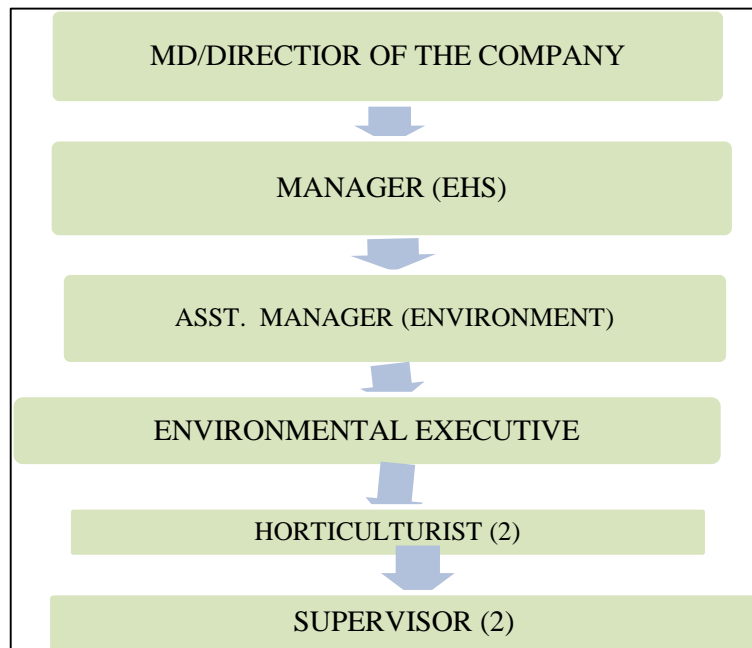 MD/DIRECTIOR OF THE COMPANY
MANAGER (EHS)
ASST. MANAGER (ENVIRONMENT)
ENVIRONMENTAL EXECUTIVE
HORTICULTURIST (2)
SUPERVISOR (2)